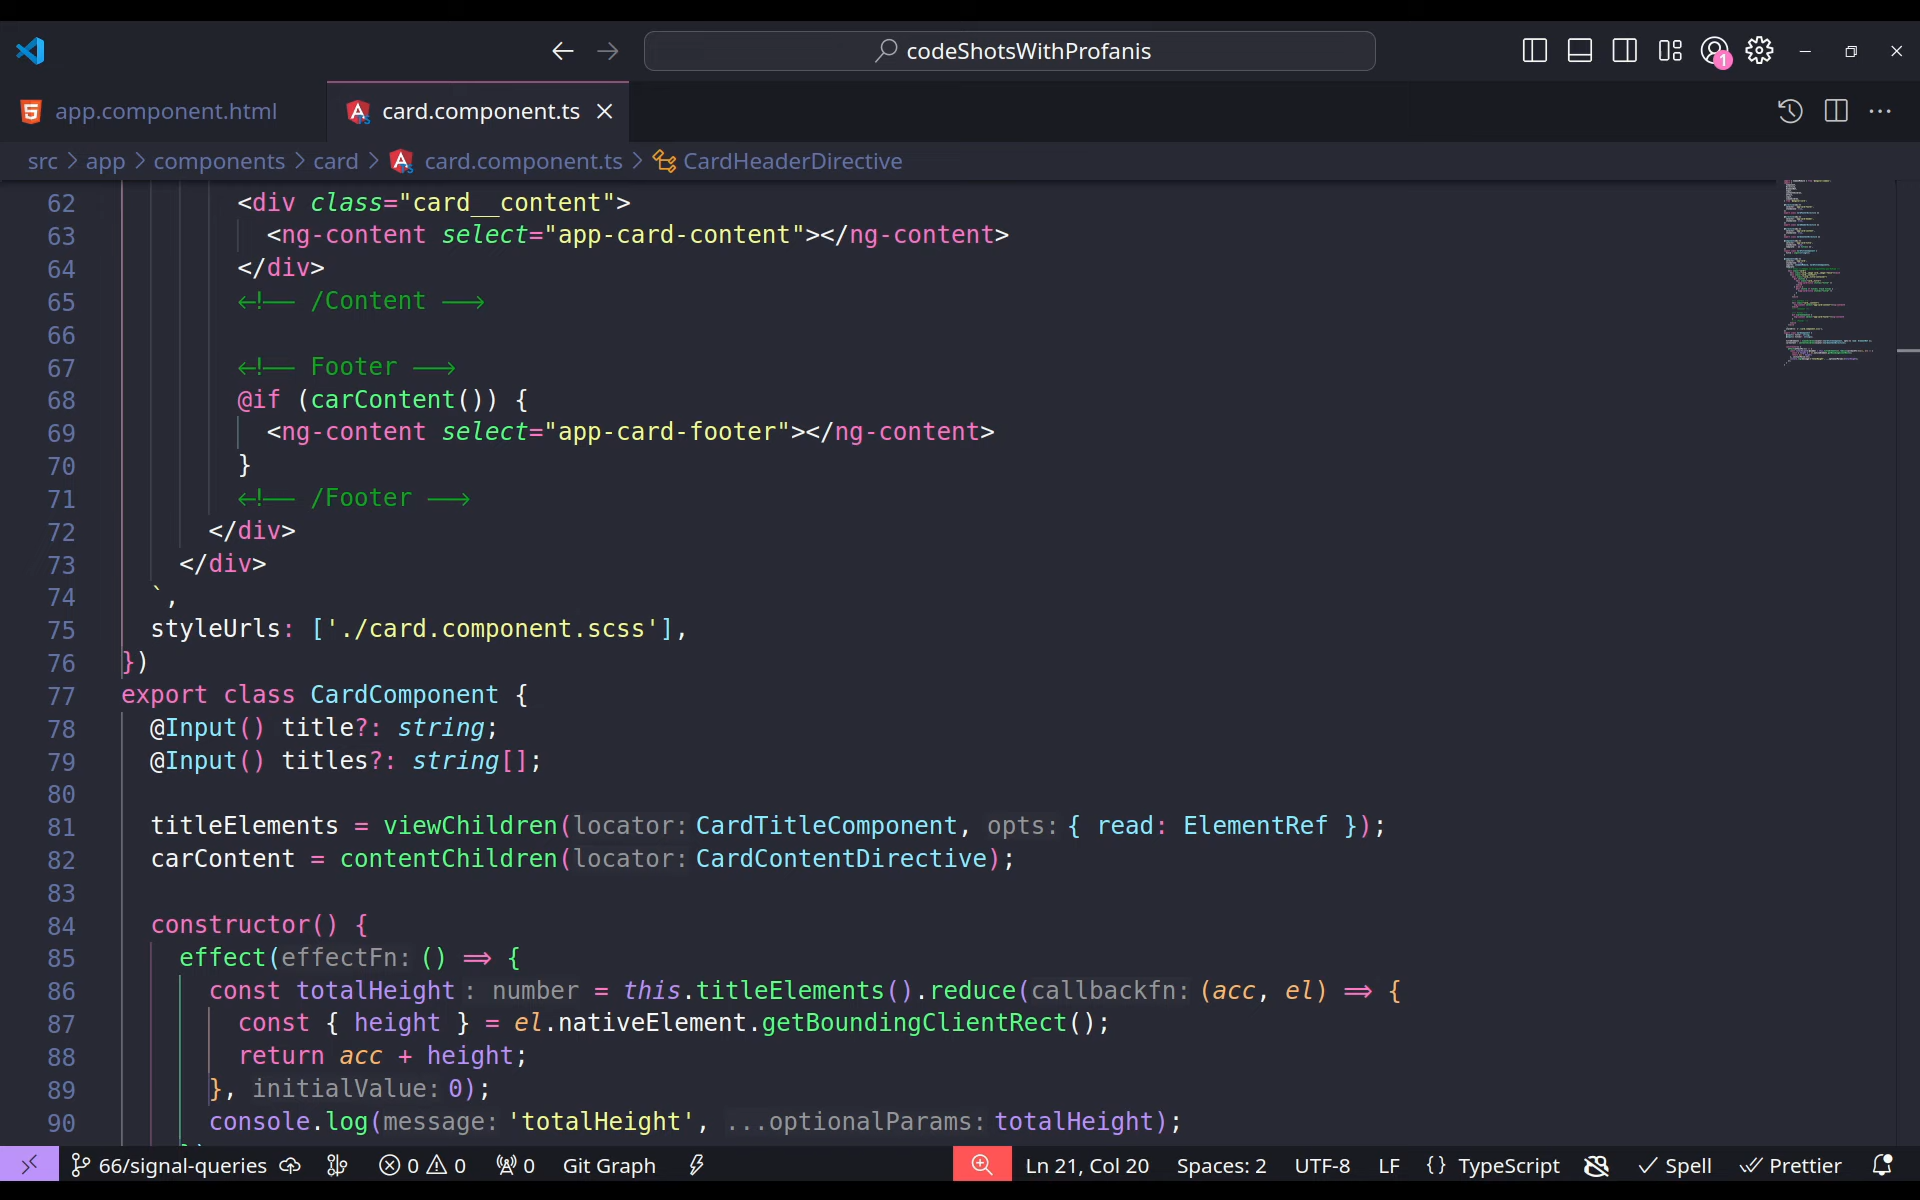 codeShotsWithProfanis
1
app.component.html
card.component.ts
src > app > components > card > card.component.ts > CardHeaderDirective
62 <div class="card__content">
63 <ng-content select="app-card-content"></ng-content>
64 </div>
65 <!-- /Content -->
66
67 <!-- Footer -->
68 @if (carContent()) {
69 <ng-content select="app-card-footer"></ng-content>
70 }
71 <!-- /Footer -->
72 </div>
73 </div>
74 `,
75 styleUrls: ['./card.component.scss'],
76 })
77 export class CardComponent {
78 @Input() title?: string;
79 @Input() titles?: string[];
80
81 titleElements = viewChildren(locator: CardTitleComponent, opts: { read: ElementRef });
82 carContent = contentChildren(locator: CardContentDirective);
83
84 constructor() {
85 effect(effectFn: () => {
86 const totalHeight: number = this.titleElements().reduce(callbackfn: (acc, el) => {
87 const { height } = el.nativeElement.getBoundingClientRect();
88 return acc + height;
89 }, initialValue: 0);
90 console.log(message: 'totalHeight', ...optionalParams: totalHeight);
66/signal-queries 0 0 0 Git Graph Ln 21, Col 20 Spaces: 2 UTF-8 LF {} TypeScript Spell Prettier